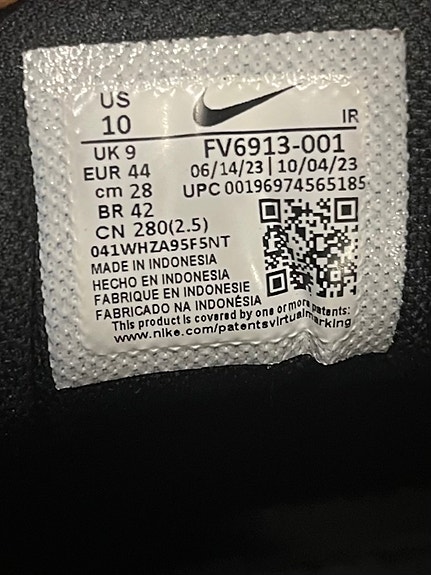 US
10
IR
UK 9
EUR 44
cm 28
BR 42
CN 280(2.5)
FV6913-001
06/14/23 | 10/04/23
UPC 00196974565185
041WHZA95F5NT
MADE IN INDONESIA
HECHO EN INDONESIA
FABRIQUE EN INDONESIE
FABRICADO NA INDONÉSIA
This product is covered by one or more patents:
www.nike.com/patentsvirtualmarking